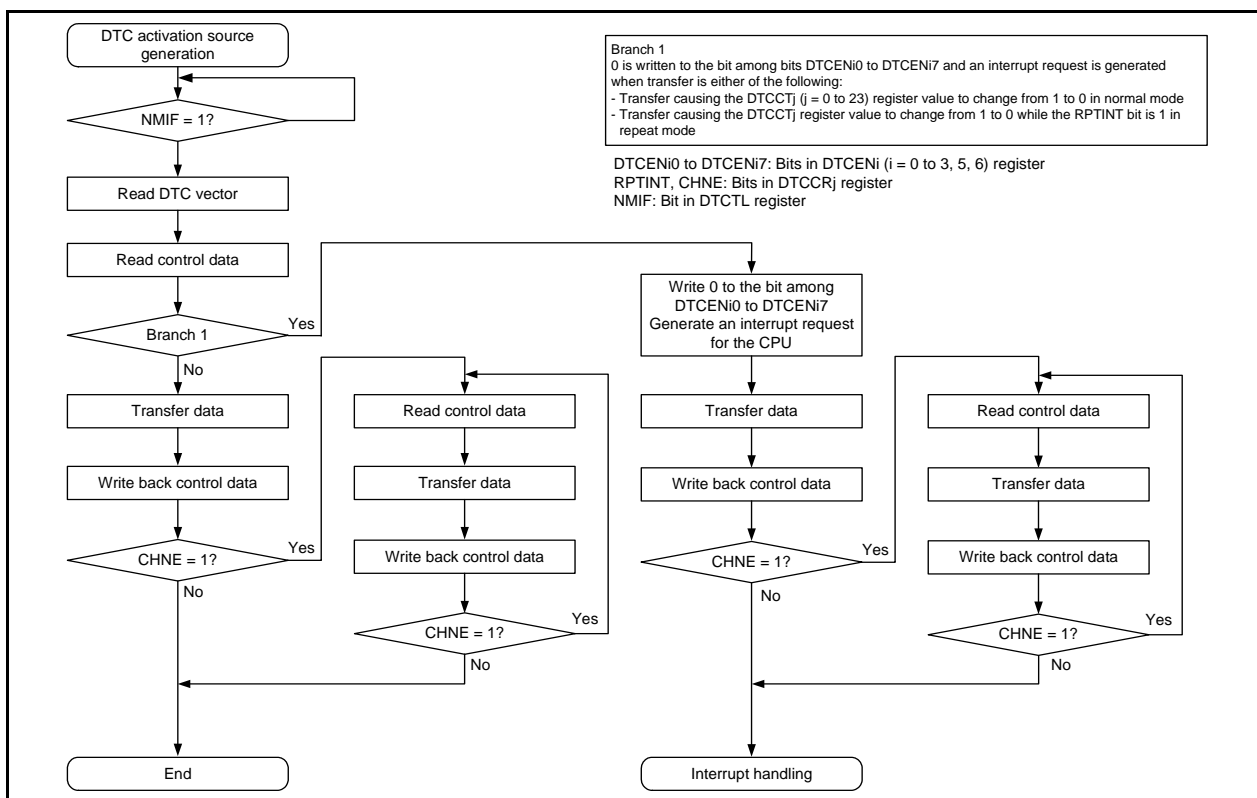 DTC activation source
generation
NMIF = 1?
Read DTC vector
Read control data
Branch 1
Yes
No
Transfer data
Write back control data
CHNE = 1?
Yes
No
End
Read control data
Transfer data
Write back control data
CHNE = 1?
Yes
No
Branch 1
0 is written to the bit among bits DTCENi0 to DTCENi7 and an interrupt request is generated
when transfer is either of the following:
- Transfer causing the DTCCTj (j = 0 to 23) register value to change from 1 to 0 in normal mode
- Transfer causing the DTCCTj register value to change from 1 to 0 while the RPTINT bit is 1 in
repeat mode
DTCENi0 to DTCENi7: Bits in DTCENi (i = 0 to 3, 5, 6) register
RPTINT, CHNE: Bits in DTCCRj register
NMIF: Bit in DTCTL register
Write 0 to the bit among
DTCENi0 to DTCENi7
Generate an interrupt request
for the CPU
Transfer data
Write back control data
CHNE = 1?
Yes
No
Interrupt handling
Read control data
Transfer data
Write back control data
CHNE = 1?
Yes
No